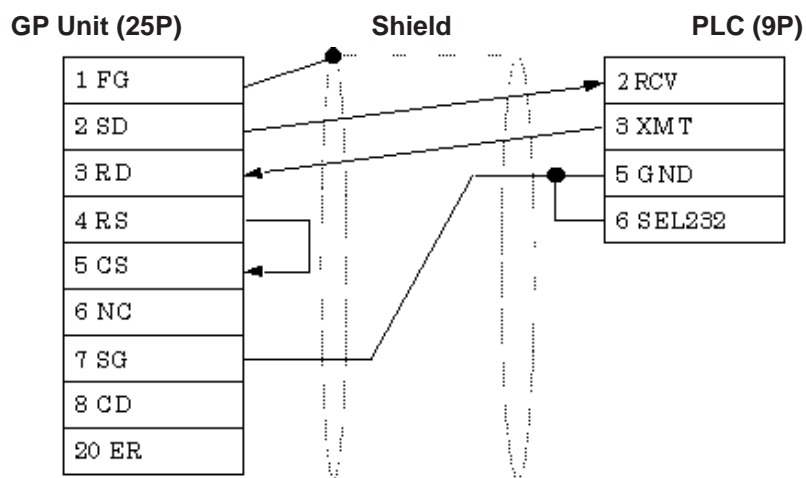 GP Unit (25P) Shield PLC (9P)
1 FG
2 SD
3 RD
4 RS
5 CS
6 NC
7 SG
8 CD
20 ER
2 RCV
3 XMT
5 GND
6 SEL232